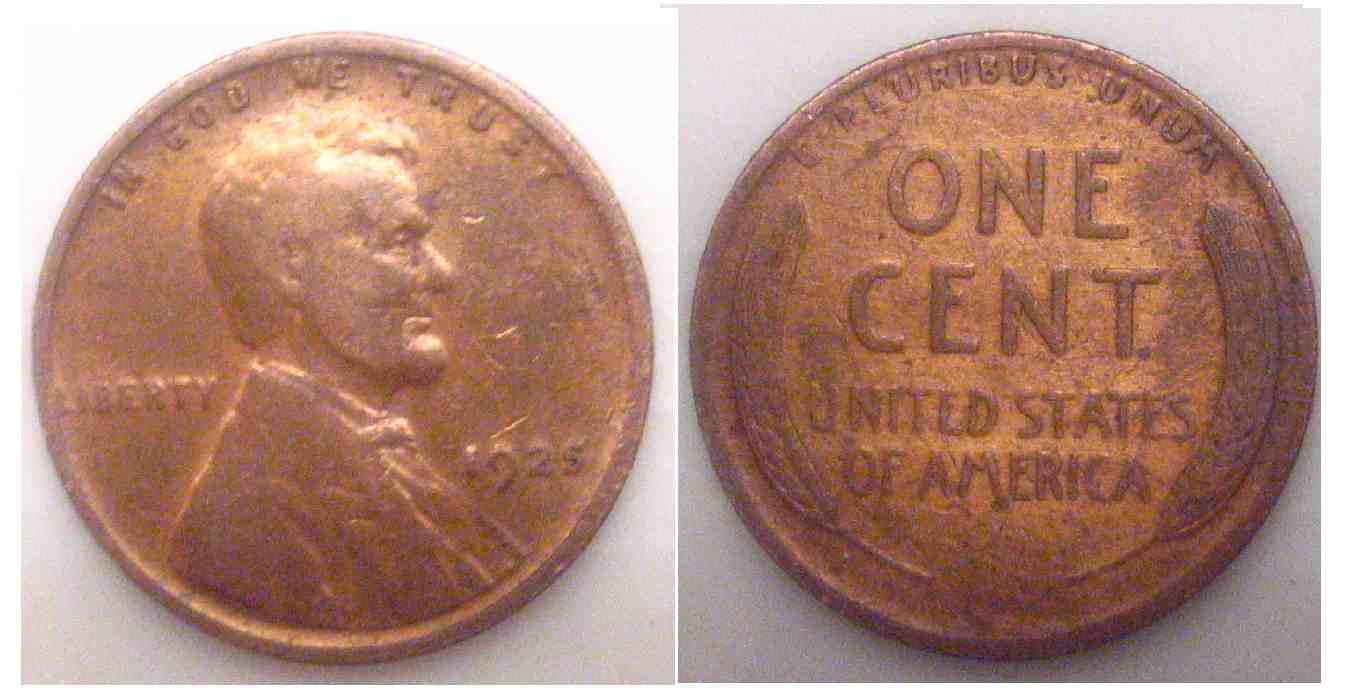 IN GOD WE TRUST
LIBERTY
1925
E PLURIBUS UNUM
ONE
CENT
UNITED STATES
OF AMERICA